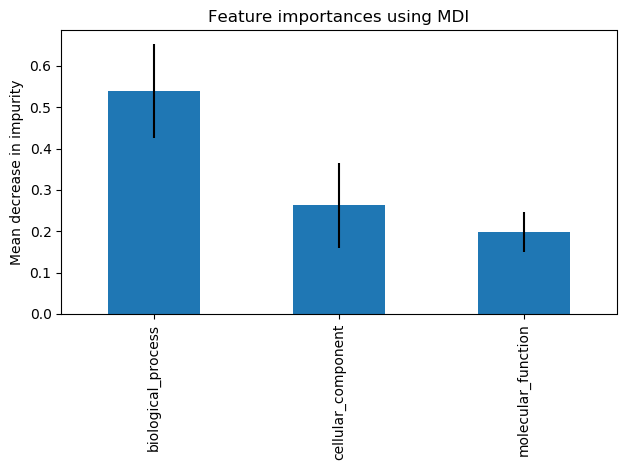 Feature importances using MDI
Mean decrease in impurity
0.6
0.5
0.4
0.3
0.2
0.1
0.0
biological_process
cellular_component
molecular_function